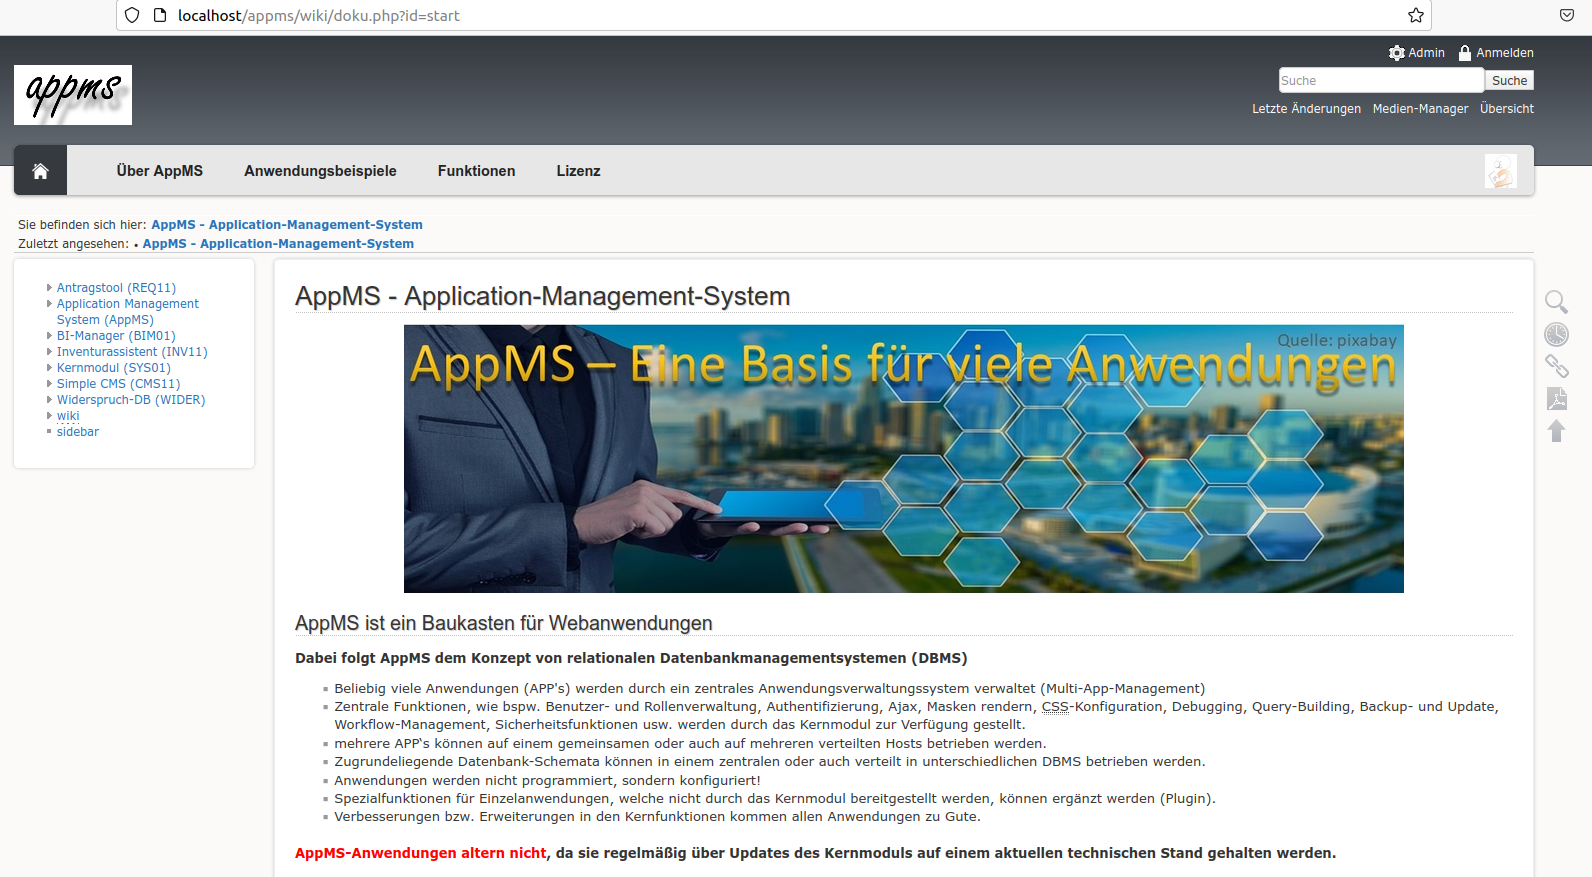 localhost/appms/wiki/doku.php?id=start
Admin Anmelden
appms
Suche Suche
Letzte Änderungen Medien-Manager Übersicht
Über AppMS Anwendungsbeispiele Funktionen Lizenz
Sie befinden sich hier: AppMS - Application-Management-System
Zuletzt angesehen: • AppMS - Application-Management-System
Antragstool (REQ11)
Application Management
System (AppMS)
BI-Manager (BIM01)
Inventurassistent (INV11)
Kernmodul (SYS01)
Simple CMS (CMS11)
Widerspruch-DB (WIDER)
wiki
sidebar
AppMS - Application-Management-System
Quelle: pixabay
AppMS – Eine Basis für viele Anwendungen
AppMS ist ein Baukasten für Webanwendungen
Dabei folgt AppMS dem Konzept von relationalen Datenbankmanagementsystemen (DBMS)
Beliebig viele Anwendungen (APP's) werden durch ein zentrales Anwendungsverwaltungssystem verwaltet (Multi-App-Management)
Zentrale Funktionen, wie bspw. Benutzer- und Rollenverwaltung, Authentifizierung, Ajax, Masken rendern, CSS-Konfiguration, Debugging, Query-Building, Backup- und Update,
Workflow-Management, Sicherheitsfunktionen usw. werden durch das Kernmodul zur Verfügung gestellt.
mehrere APP's können auf einem gemeinsamen oder auch auf mehreren verteilten Hosts betrieben werden.
Zugrundeliegende Datenbank-Schemata können in einem zentralen oder auch verteilt in unterschiedlichen DBMS betrieben werden.
Anwendungen werden nicht programmiert, sondern konfiguriert!
Spezialfunktionen für Einzelanwendungen, welche nicht durch das Kernmodul bereitgestellt werden, können ergänzt werden (Plugin).
Verbesserungen bzw. Erweiterungen in den Kernfunktionen kommen allen Anwendungen zu Gute.
AppMS-Anwendungen altern nicht, da sie regelmäßig über Updates des Kernmoduls auf einem aktuellen technischen Stand gehalten werden.